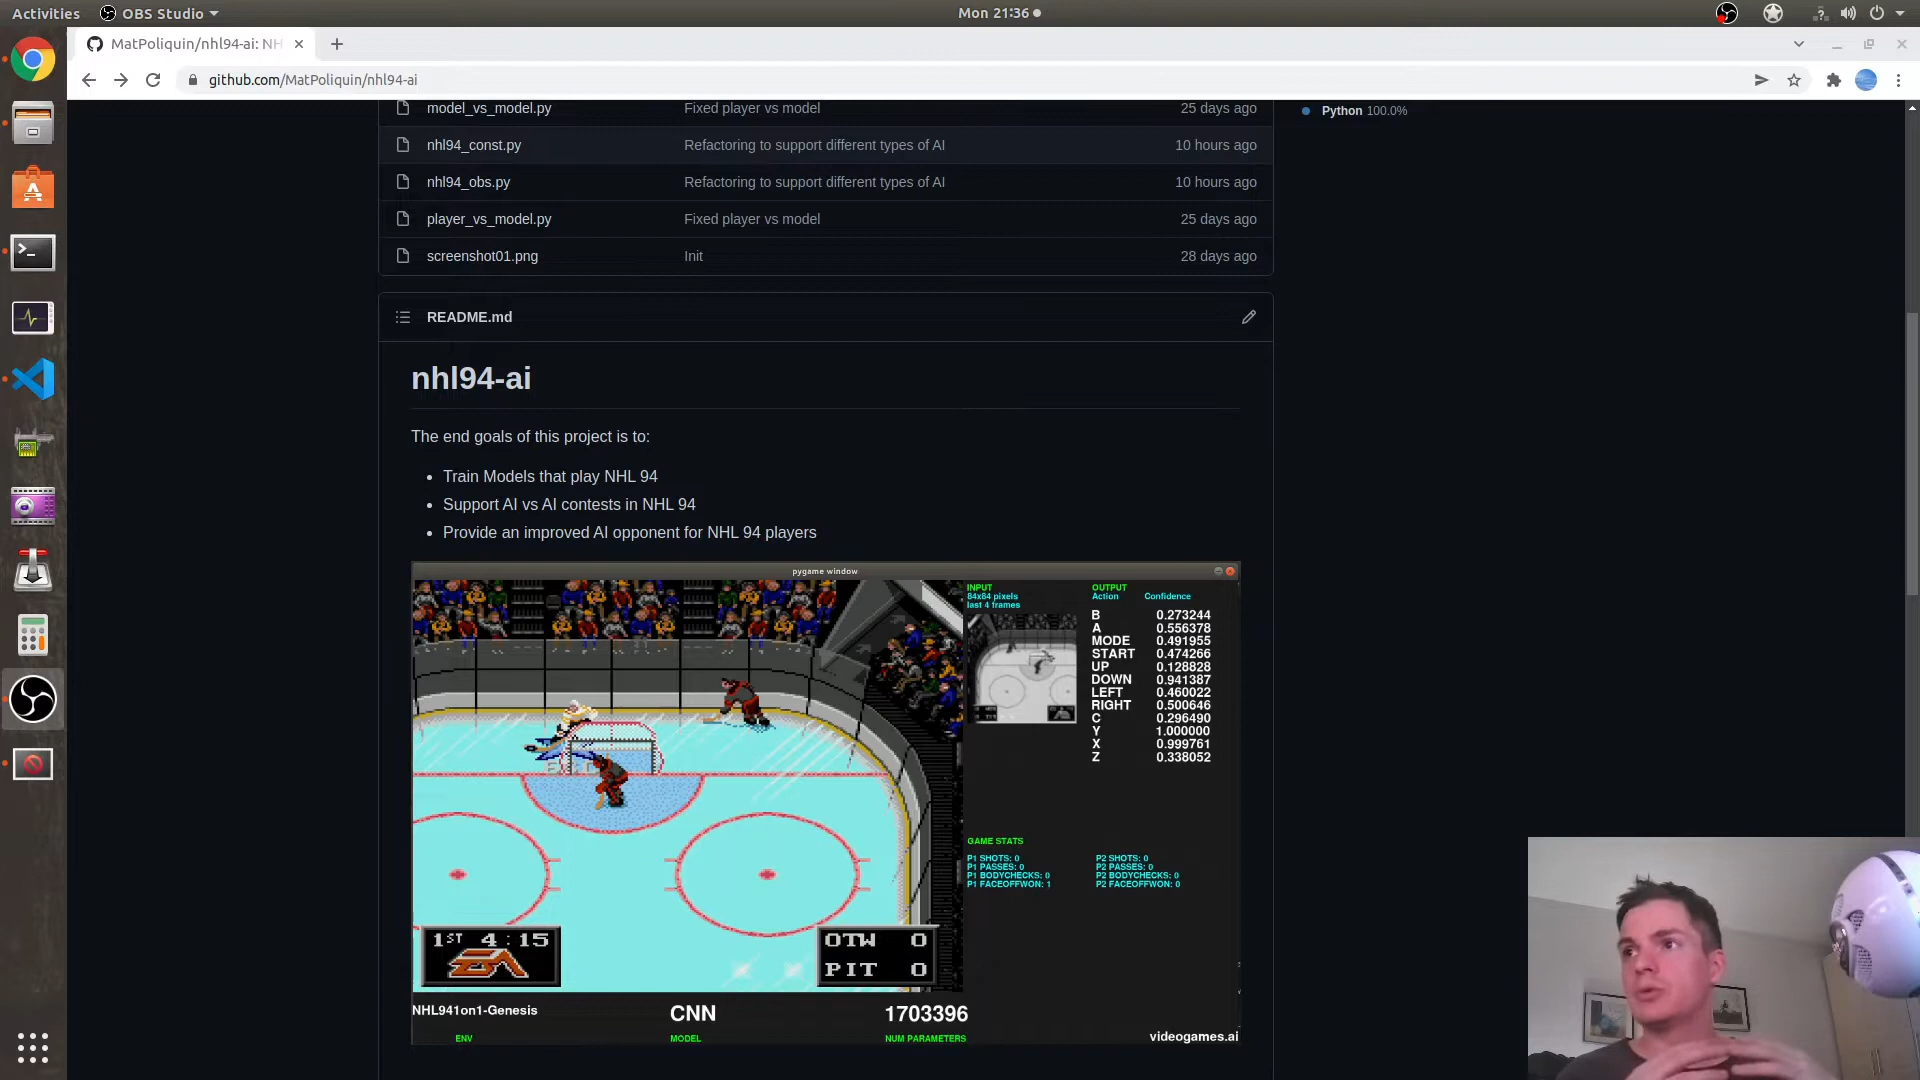 Activities OBS Studio Mon 21:36
MatPoliquin/nhl94-ai: NH
github.com/MatPoliquin/nhl94-ai
model_vs_model.py Fixed player vs model 25 days ago
Python 100.0%
nhl94_const.py Refactoring to support different types of AI 10 hours ago
nhl94_obs.py Refactoring to support different types of AI 10 hours ago
player_vs_model.py Fixed player vs model 25 days ago
screenshot01.png Init 28 days ago
README.md
nhl94-ai
The end goals of this project is to:
Train Models that play NHL 94
Support AI vs AI contests in NHL 94
Provide an improved AI opponent for NHL 94 players
pygame window
INPUT
84x84 pixels
last 4 frames
OUTPUT
Action Confidence
B 0.273244
A 0.556378
MODE 0.491955
START 0.474266
UP 0.128828
DOWN 0.941387
LEFT 0.460022
RIGHT 0.500646
C 0.296490
Y 1.000000
X 0.999761
Z 0.338052
GAME STATS
P1 SHOTS: 0 P2 SHOTS: 0
P1 PASSES: 0 P2 PASSES: 0
P1 BODYCHECKS: 0 P2 BODYCHECKS: 0
P1 FACEOFFWON: 1 P2 FACEOFFWON: 0
1ST 4:15
EA
OTW 0
PIT 0
NHL941on1-Genesis CNN 1703396
ENV MODEL NUM PARAMETERS
videogames.ai